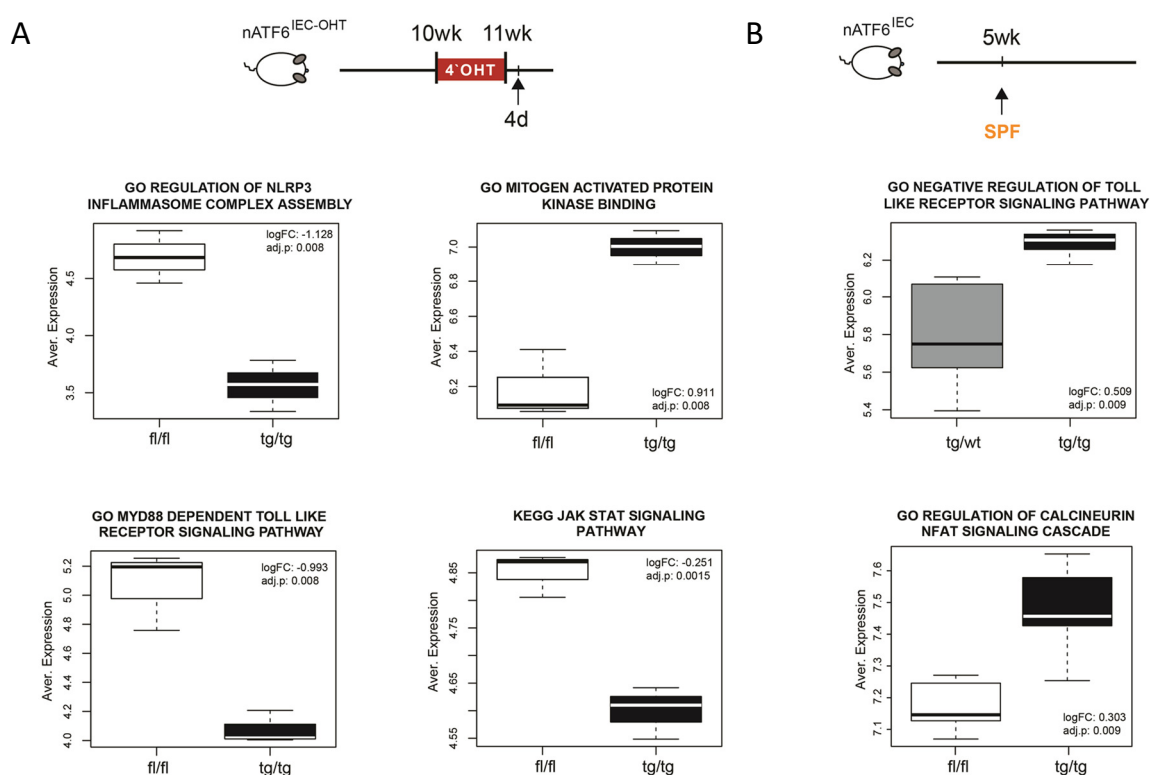 A
nATF6IEC-OHT
10wk 11wk
4`OHT
4d
B
nATF6IEC
5wk
SPF
GO REGULATION OF NLRP3
INFLAMMASOME COMPLEX ASSEMBLY
logFC: -1.128
adj.p: 0.008
Aver. Expression
4.5
4.0
3.5
fl/fl tg/tg
GO MITOGEN ACTIVATED PROTEIN
KINASE BINDING
Aver. Expression
7.0
6.8
6.6
6.4
6.2
logFC: 0.911
adj.p: 0.008
fl/fl tg/tg
GO NEGATIVE REGULATION OF TOLL
LIKE RECEPTOR SIGNALING PATHWAY
Aver. Expression
6.2
6.0
5.8
5.6
5.4
logFC: 0.509
adj.p: 0.009
tg/wt tg/tg
GO MYD88 DEPENDENT TOLL LIKE
RECEPTOR SIGNALING PATHWAY
logFC: -0.993
adj.p: 0.008
Aver. Expression
5.2
5.0
4.8
4.6
4.4
4.2
4.0
fl/fl tg/tg
KEGG JAK STAT SIGNALING
PATHWAY
logFC: -0.251
adj.p: 0.0015
Aver. Expression
4.85
4.75
4.65
4.55
fl/fl tg/tg
GO REGULATION OF CALCINEURIN
NFAT SIGNALING CASCADE
Aver. Expression
7.6
7.5
7.4
7.3
7.2
7.1
logFC: 0.303
adj.p: 0.009
fl/fl tg/tg